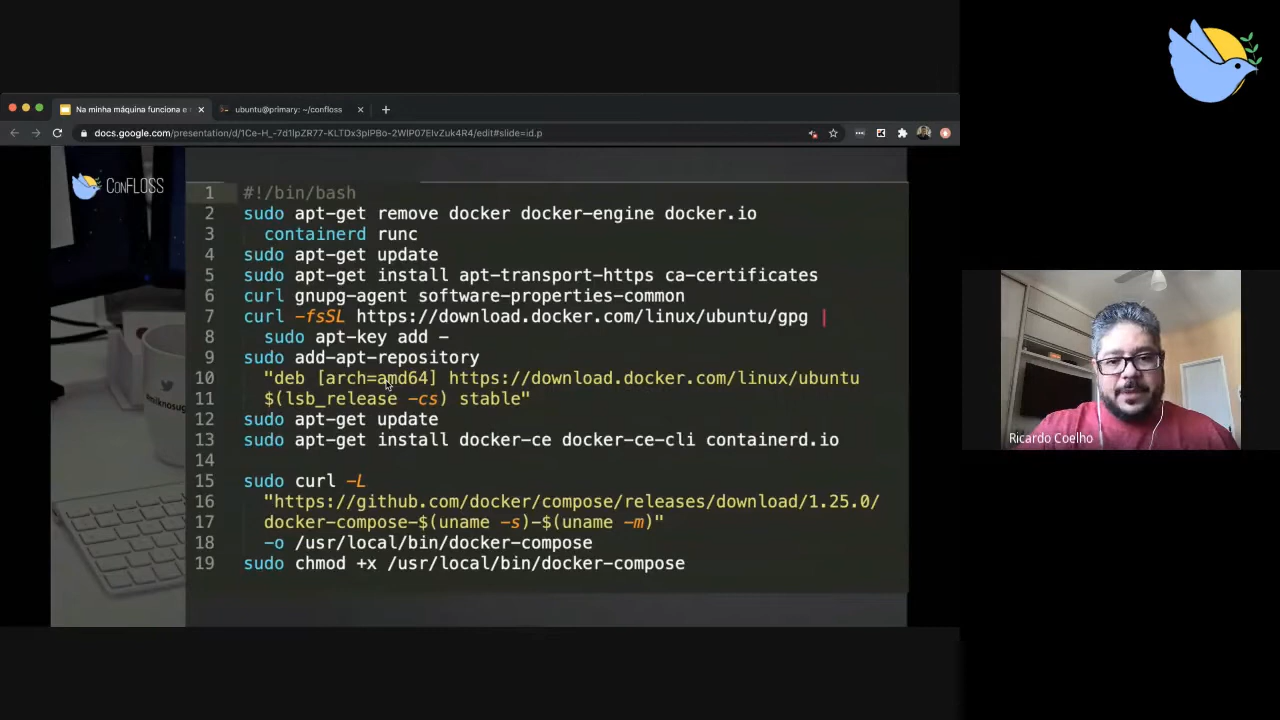 Na minha máquina funciona e
ubuntu@primary: ~/confloss
docs.google.com/presentation/d/1Ce-H_-7d1IpZR77-KLTDx3pIPBo-2WIP07EIvZuk4R4/edit#slide=id.p
CONFLOSS
1 #!/bin/bash
2 sudo apt-get remove docker docker-engine docker.io
3 containerd runc
4 sudo apt-get update
5 sudo apt-get install apt-transport-https ca-certificates
6 curl gnupg-agent software-properties-common
7 curl -fsSL https://download.docker.com/linux/ubuntu/gpg |
8 sudo apt-key add -
9 sudo add-apt-repository
10 "deb [arch=amd64] https://download.docker.com/linux/ubuntu
11 $(lsb_release -cs) stable"
12 sudo apt-get update
13 sudo apt-get install docker-ce docker-ce-cli containerd.io
14
15 sudo curl -L
16 "https://github.com/docker/compose/releases/download/1.25.0/
17 docker-compose-$(uname -s)-$(uname -m)"
18 -o /usr/local/bin/docker-compose
19 sudo chmod +x /usr/local/bin/docker-compose
Ricardo Coelho